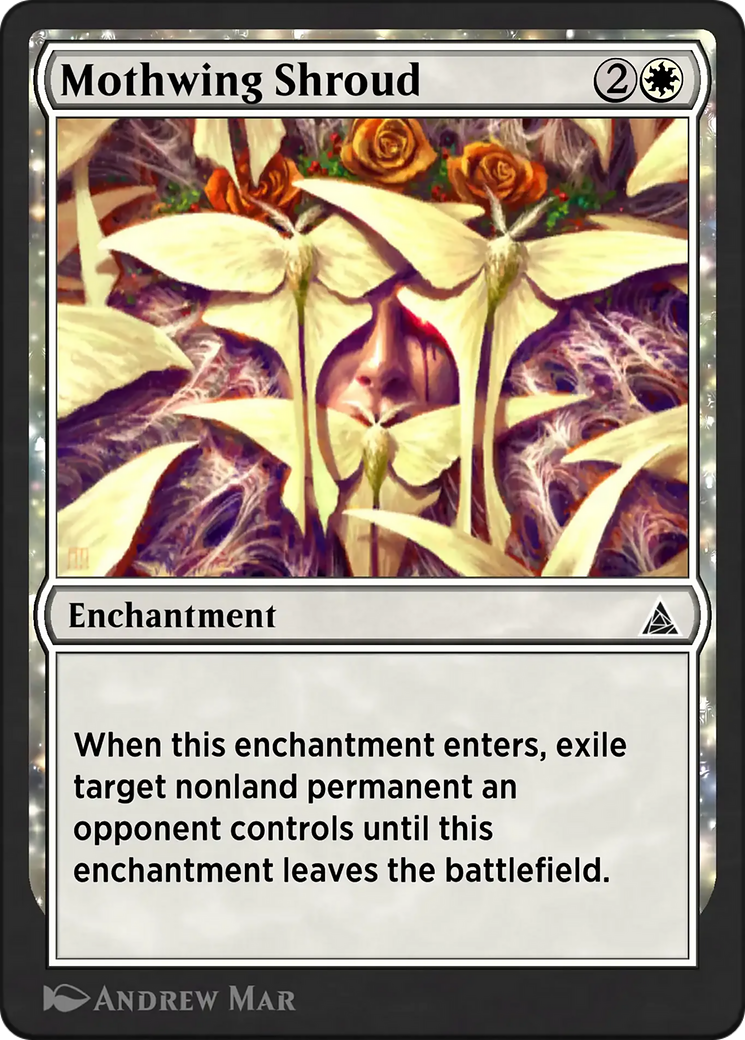 Mothwing Shroud 2
Enchantment
When this enchantment enters, exile
target nonland permanent an
opponent controls until this
enchantment leaves the battlefield.
Andrew Mar